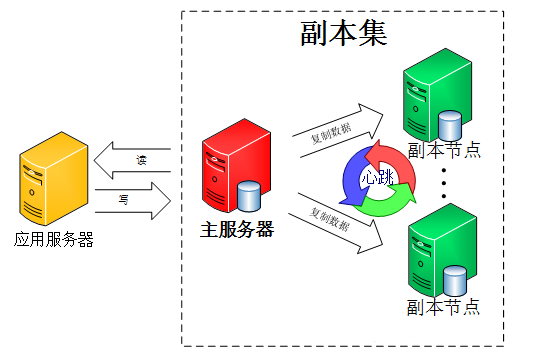 副本集
复制数据
副本节点
读
心跳
写
主服务器
复制数据
应用服务器
副本节点